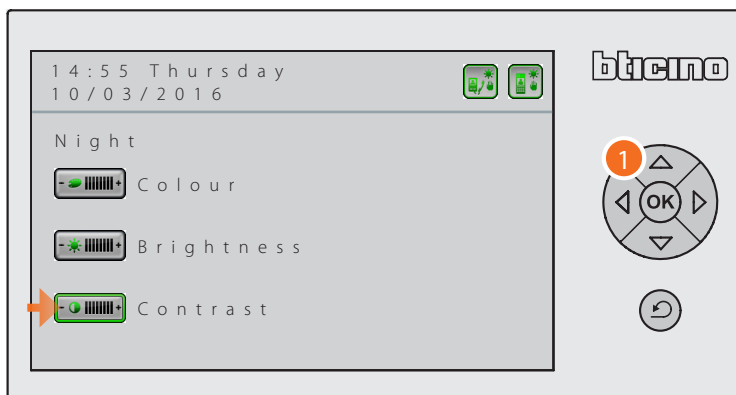 14:55 Thursday
10/03/2016
bticino
Night
- + Colour
- + Brightness
- + Contrast
1
OK